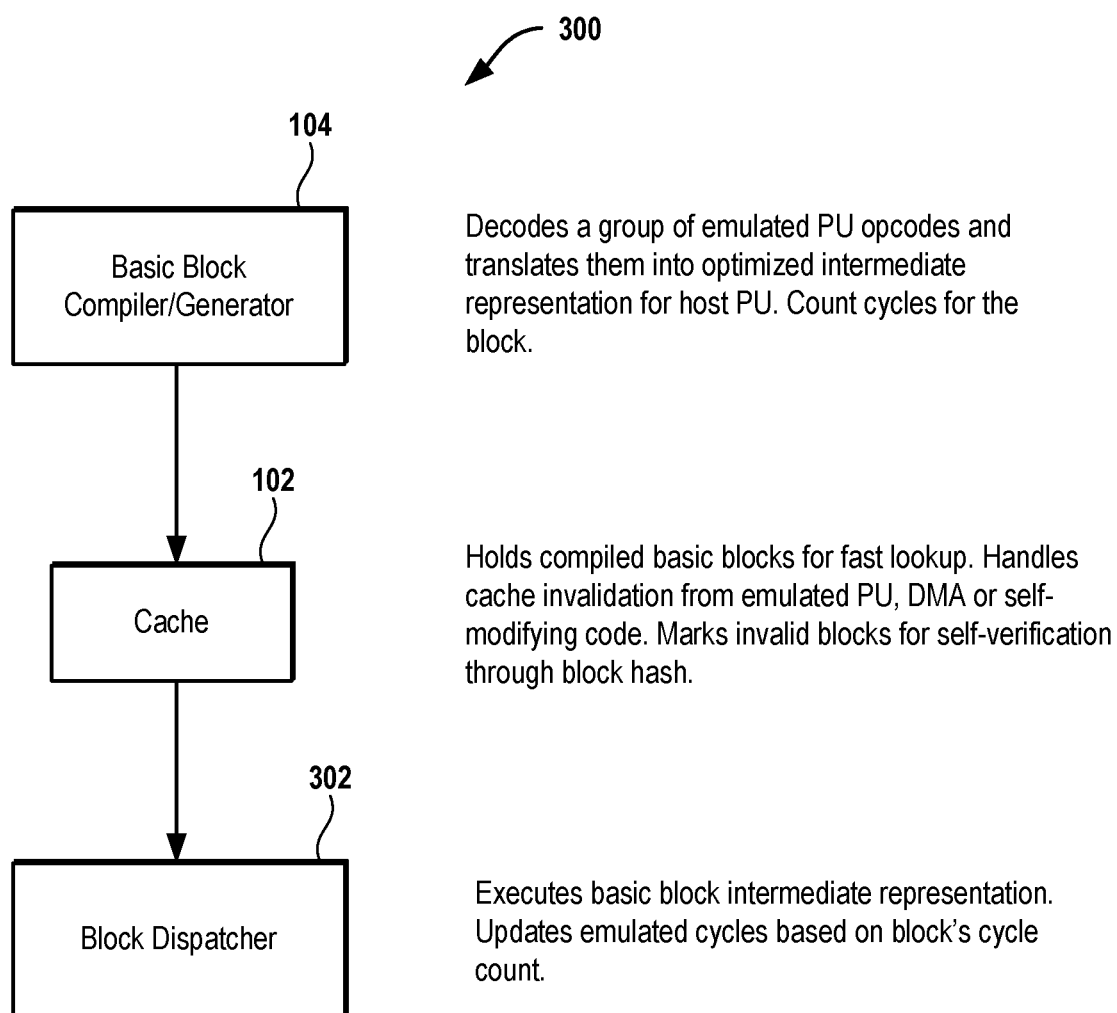 300
104
Basic Block
Compiler/Generator
Decodes a group of emulated PU opcodes and
translates them into optimized intermediate
representation for host PU. Count cycles for the
block.
102
Cache
Holds compiled basic blocks for fast lookup. Handles
cache invalidation from emulated PU, DMA or self-
modifying code. Marks invalid blocks for self-verification
through block hash.
302
Block Dispatcher
Executes basic block intermediate representation.
Updates emulated cycles based on block’s cycle
count.